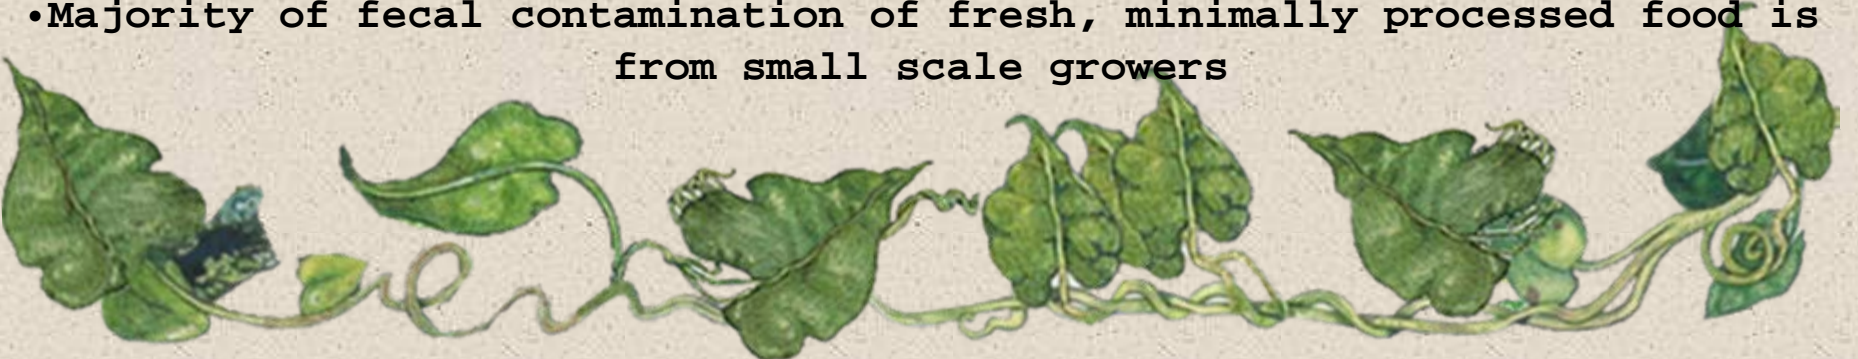 •Majority of fecal contamination of fresh, minimally processed food is
from small scale growers